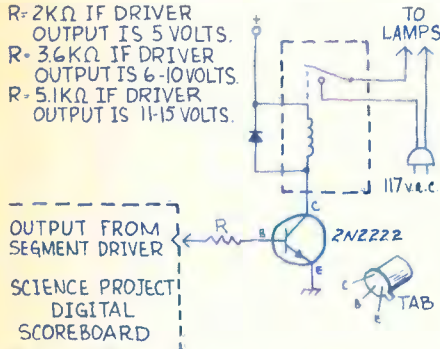 R=2KΩ IF DRIVER
OUTPUT IS 5 VOLTS.
R=3.6KΩ IF DRIVER
OUTPUT IS 6-10 VOLTS.
R=5.1KΩ IF DRIVER
OUTPUT IS 11-15 VOLTS.
+
TO
LAMPS
117 v.a.c.
C
2N2222
R
B
E
OUTPUT FROM
SEGMENT DRIVER
SCIENCE PROJECT
DIGITAL
SCOREBOARD
C
B
E
TAB